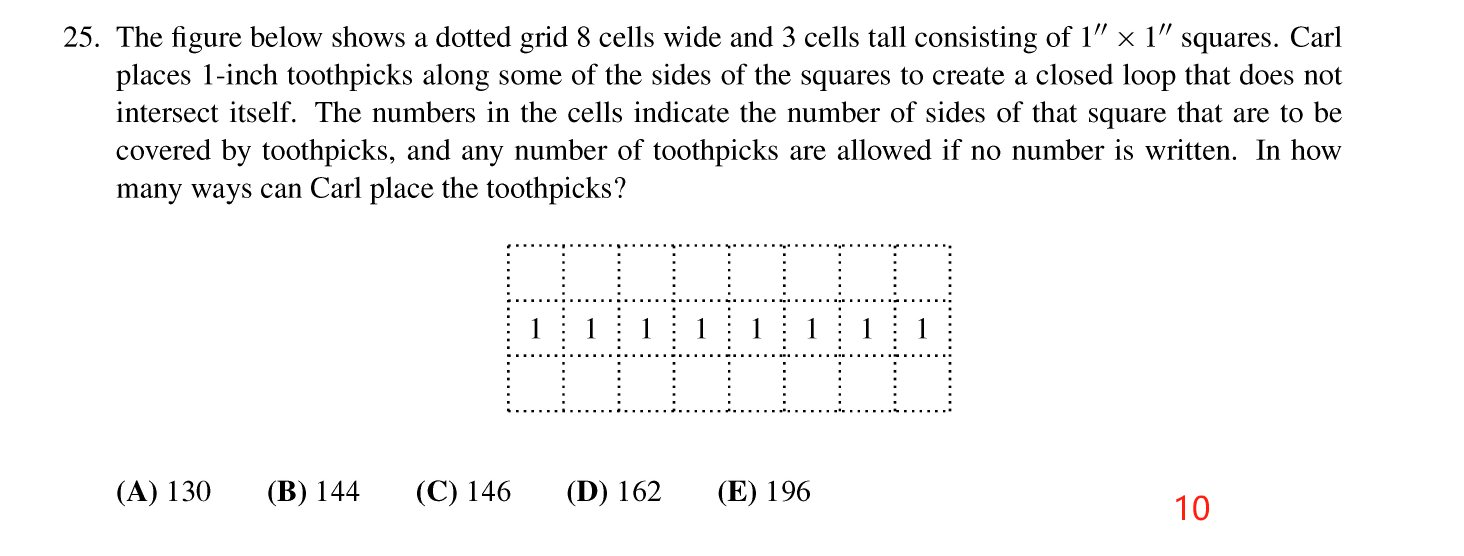 25. The figure below shows a dotted grid 8 cells wide and 3 cells tall consisting of 1″ × 1″ squares. Carl
places 1-inch toothpicks along some of the sides of the squares to create a closed loop that does not
intersect itself. The numbers in the cells indicate the number of sides of that square that are to be
covered by toothpicks, and any number of toothpicks are allowed if no number is written. In how
many ways can Carl place the toothpicks?
1 1 1 1 1 1 1 1
(A) 130 (B) 144 (C) 146 (D) 162 (E) 196
10